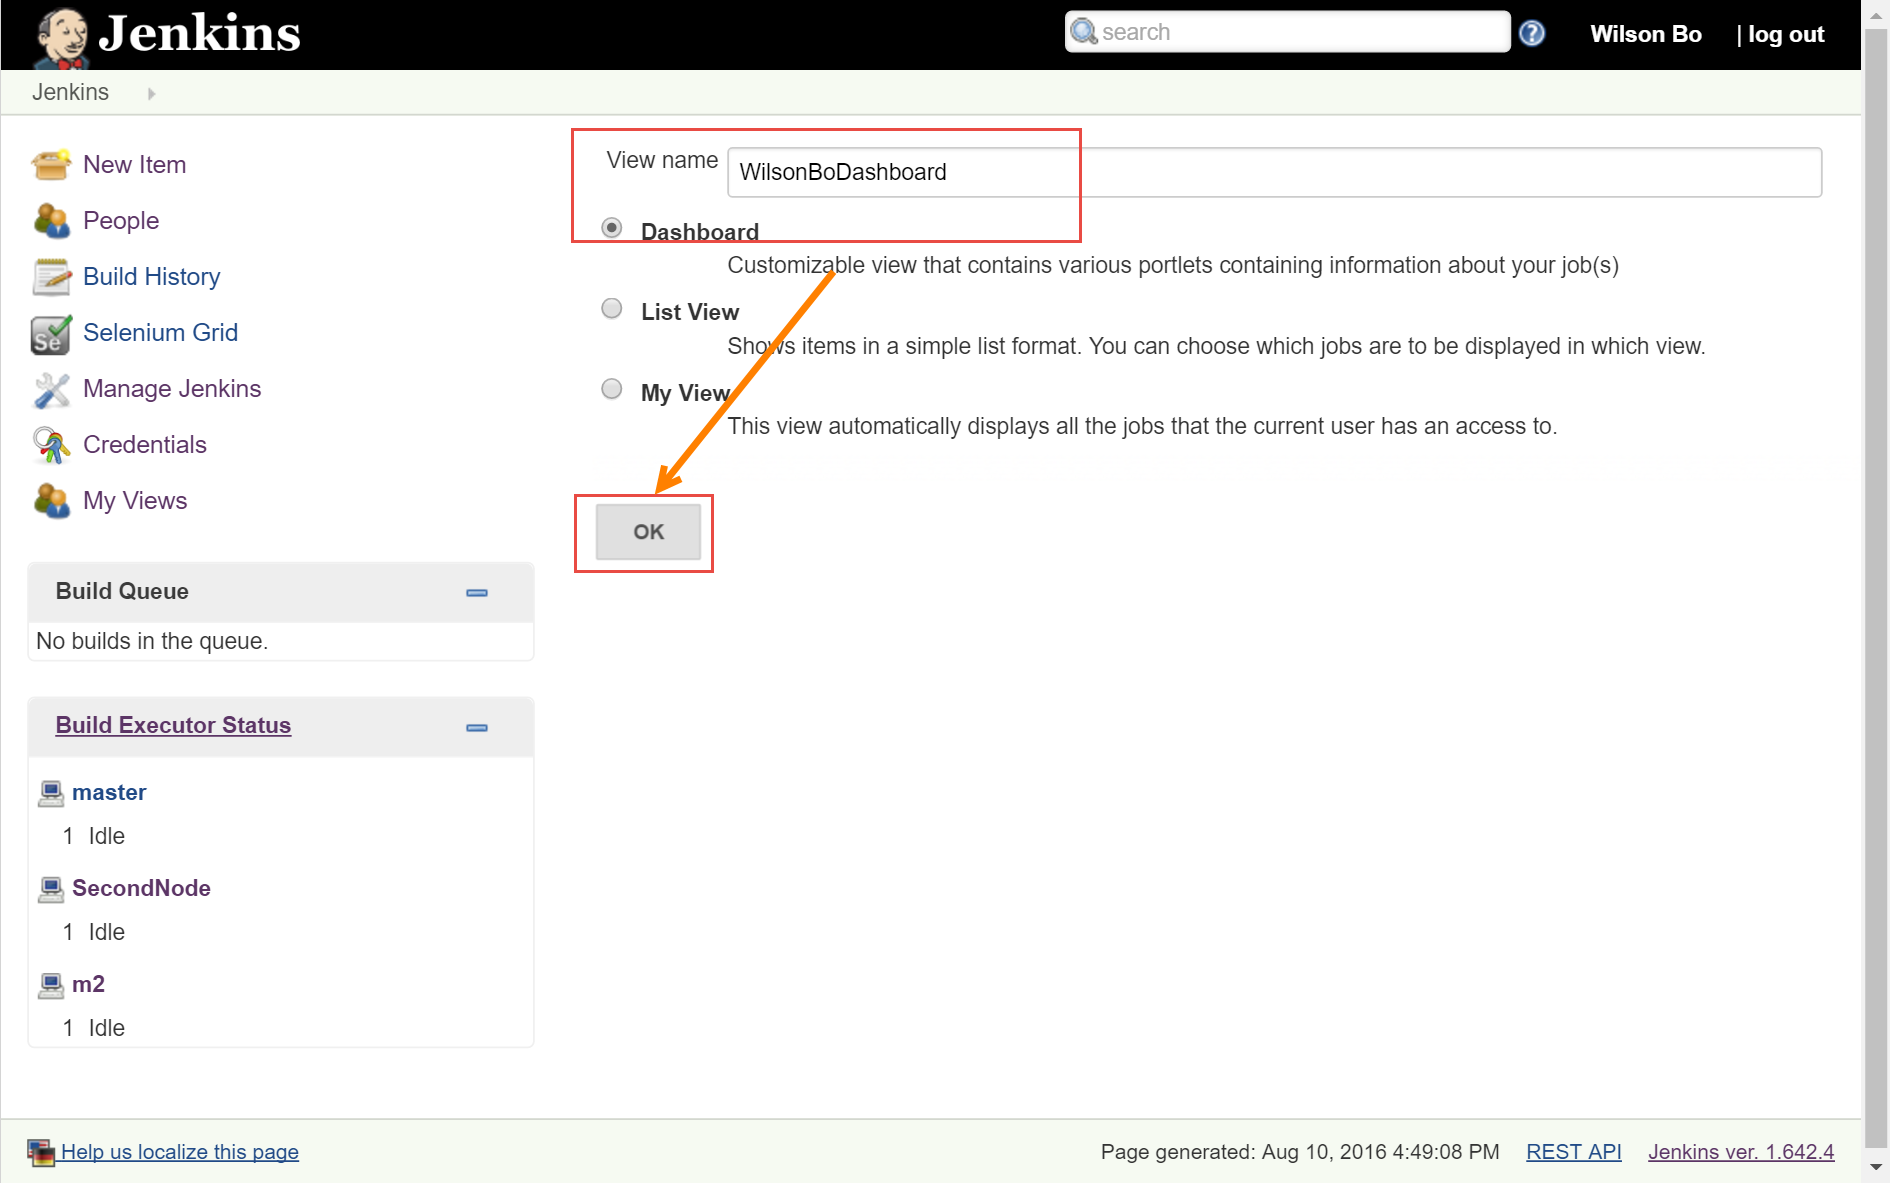 Jenkins
search
Wilson Bo
| log out
Jenkins
New Item
People
Build History
Se
Selenium Grid
Manage Jenkins
Credentials
My Views
Build Queue
No builds in the queue.
Build Executor Status
master
1 Idle
SecondNode
1 Idle
m2
1 Idle
View name
WilsonBoDashboard
Dashboard
Customizable view that contains various portlets containing information about your job(s)
List View
Shows items in a simple list format. You can choose which jobs are to be displayed in which view.
My View
This view automatically displays all the jobs that the current user has an access to.
OK
Help us localize this page
Page generated: Aug 10, 2016 4:49:08 PM
REST API
Jenkins ver. 1.642.4